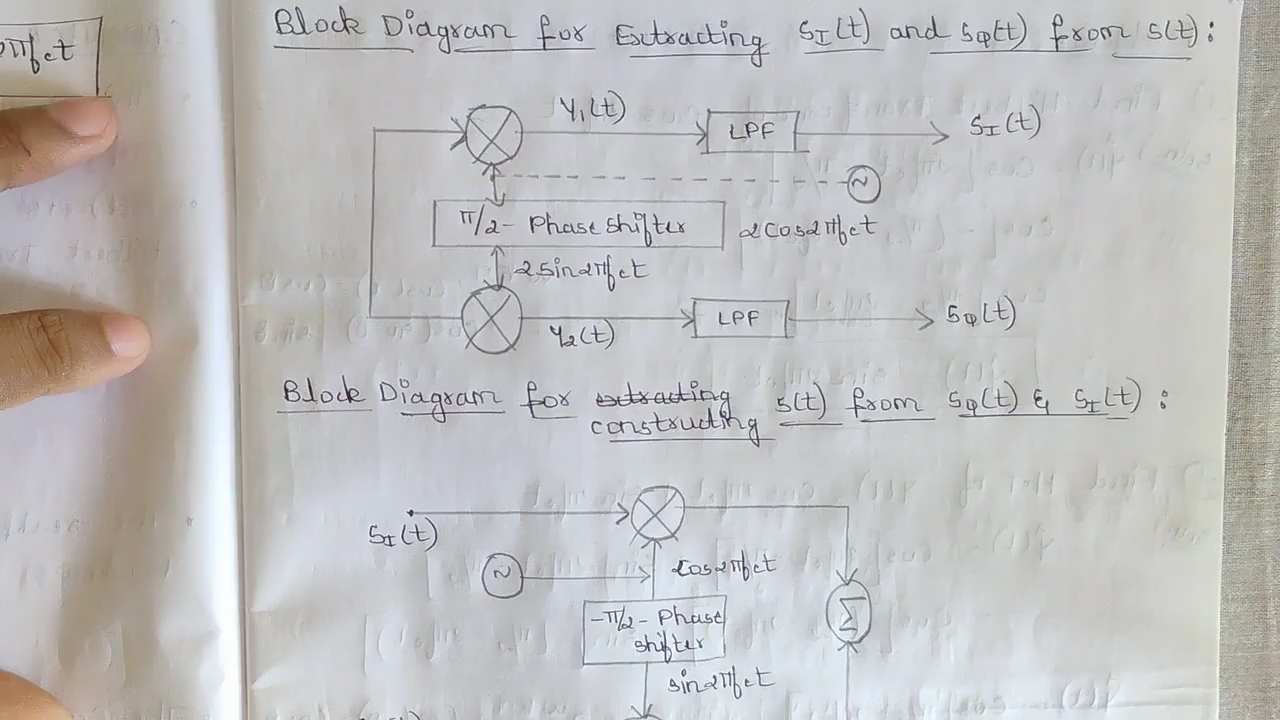 πfct
Block Diagram for Extracting SI(t) and SQ(t) from s(t):
Y1(t)
LPF
SI(t)
~
π/2 - Phase shifter
2cos2πfct
2sin2πfct
Y2(t)
LPF
SQ(t)
Block Diagram for extracting s(t) from SQ(t) & SI(t):
constructing
SI(t)
~
cos2πfct
-π/2 - Phase
shifter
Σ
sin2πfct